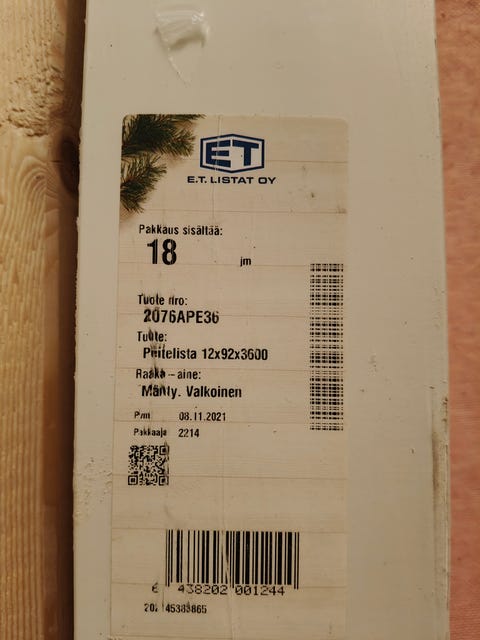 ET
E.T. LISTAT OY
Pakkaus sisältää:
18 jm
Tuote nro:
2076APE36
Tuote:
Peitelista 12x92x3600
Raaka-aine:
Mänty. Valkoinen
Pvm 08.11.2021
Pakkaaja 2214
6 438202 001244